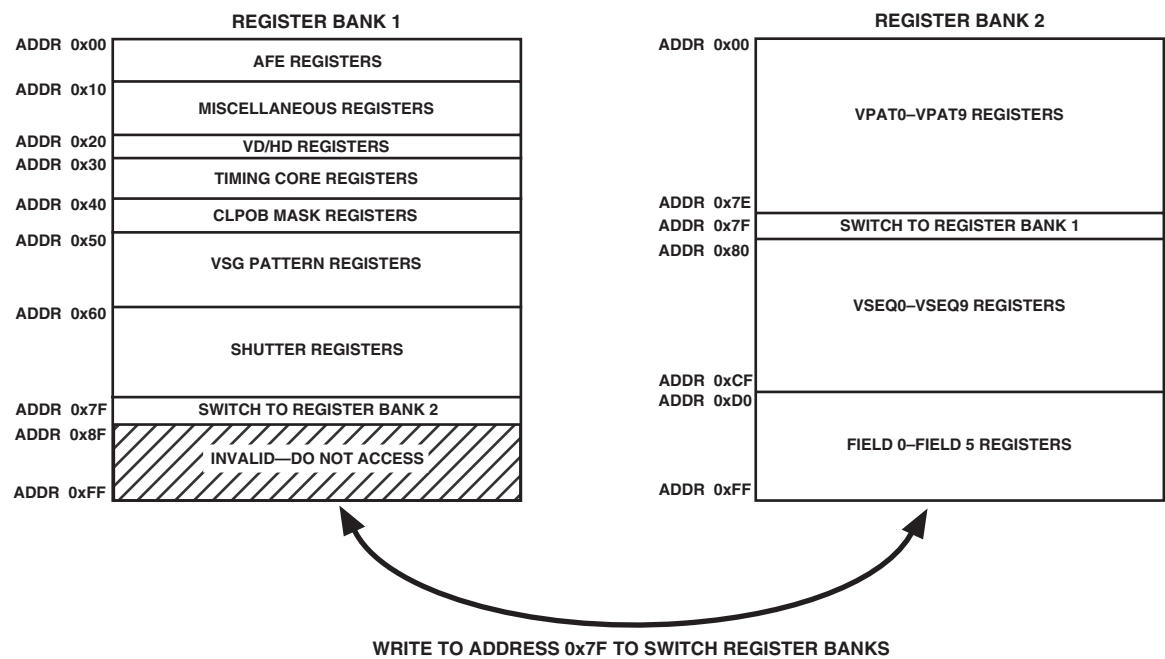 REGISTER BANK 1
ADDR 0x00
AFE REGISTERS
ADDR 0x10
MISCELLANEOUS REGISTERS
ADDR 0x20
VD/HD REGISTERS
ADDR 0x30
TIMING CORE REGISTERS
ADDR 0x40
CLPOB MASK REGISTERS
ADDR 0x50
VSG PATTERN REGISTERS
ADDR 0x60
SHUTTER REGISTERS
ADDR 0x7F
SWITCH TO REGISTER BANK 2
ADDR 0x8F
INVALID—DO NOT ACCESS
ADDR 0xFF
REGISTER BANK 2
ADDR 0x00
VPAT0–VPAT9 REGISTERS
ADDR 0x7E
ADDR 0x7F
SWITCH TO REGISTER BANK 1
ADDR 0x80
VSEQ0–VSEQ9 REGISTERS
ADDR 0xCF
ADDR 0xD0
FIELD 0–FIELD 5 REGISTERS
ADDR 0xFF
WRITE TO ADDRESS 0x7F TO SWITCH REGISTER BANKS